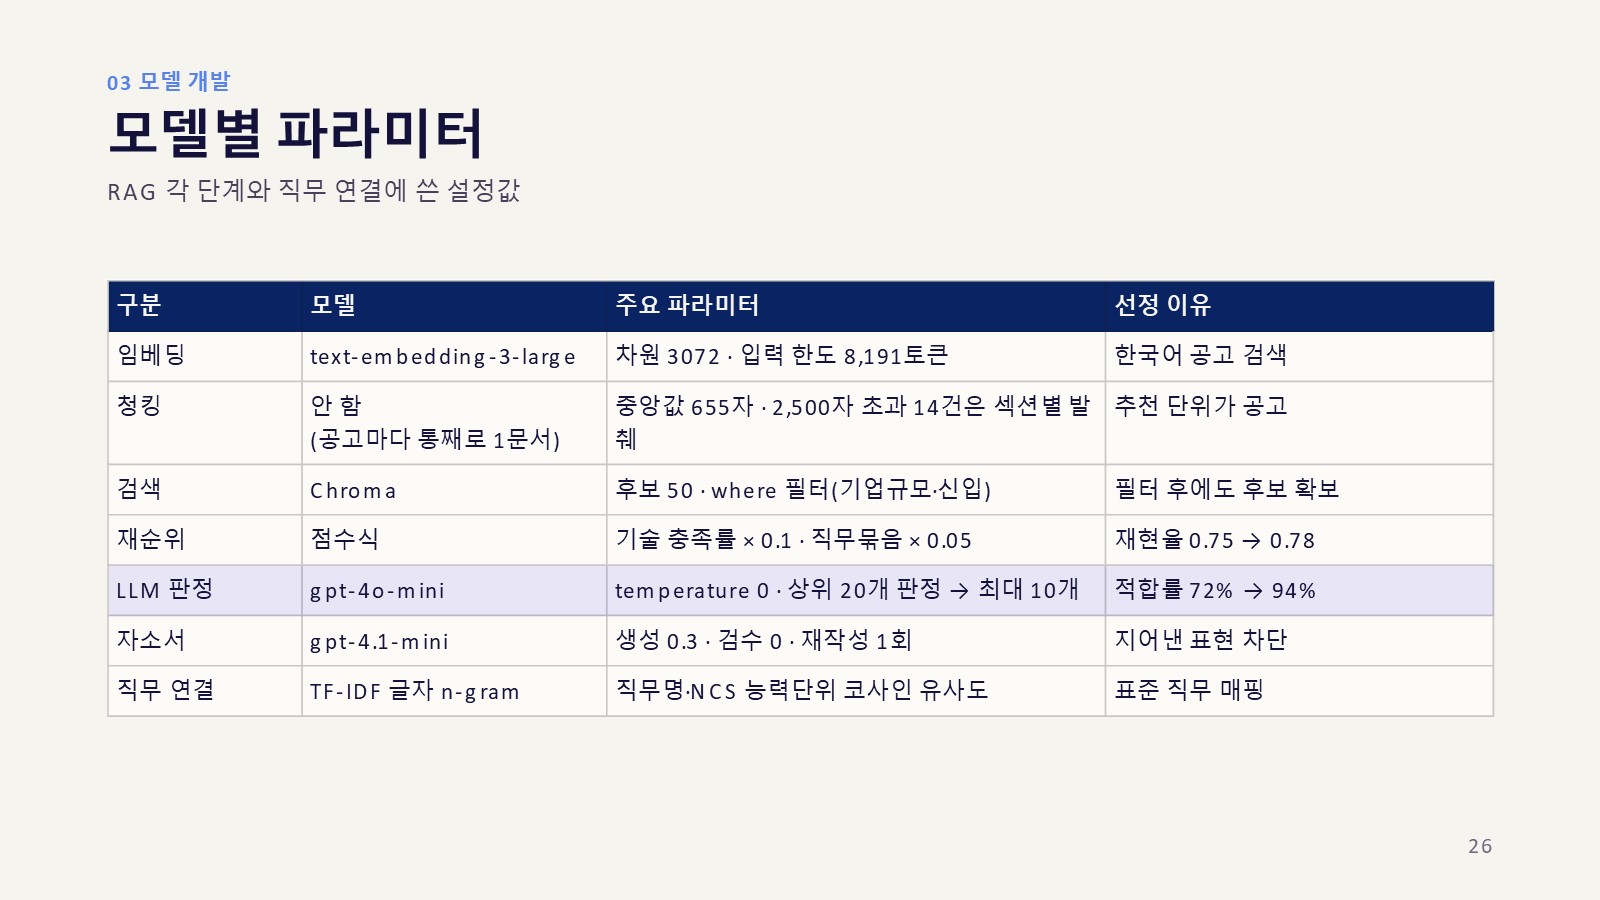 03 모델 개발
모델별 파라미터
RAG 각 단계와 직무 연결에 쓴 설정값
구분 모델 주요 파라미터 선정 이유
임베딩 text-embedding-3-large 차원 3072 · 입력 한도 8,191토큰 한국어 공고 검색
청킹 안 함 중앙값 655자 · 2,500자 초과 14건은 섹션별 발 추천 단위가 공고
(공고마다 통째로 1문서) 췌
검색 Chroma 후보 50 · where 필터(기업규모·신입) 필터 후에도 후보 확보
재순위 점수식 기술 충족률 × 0.1 · 직무묶음 × 0.05 재현율 0.75 → 0.78
LLM 판정 gpt-4o-mini temperature 0 · 상위 20개 판정 → 최대 10개 적합률 72% → 94%
자소서 gpt-4.1-mini 생성 0.3 · 검수 0 · 재작성 1회 지어낸 표현 차단
직무 연결 TF-IDF 글자 n-gram 직무명·NCS 능력단위 코사인 유사도 표준 직무 매핑
26